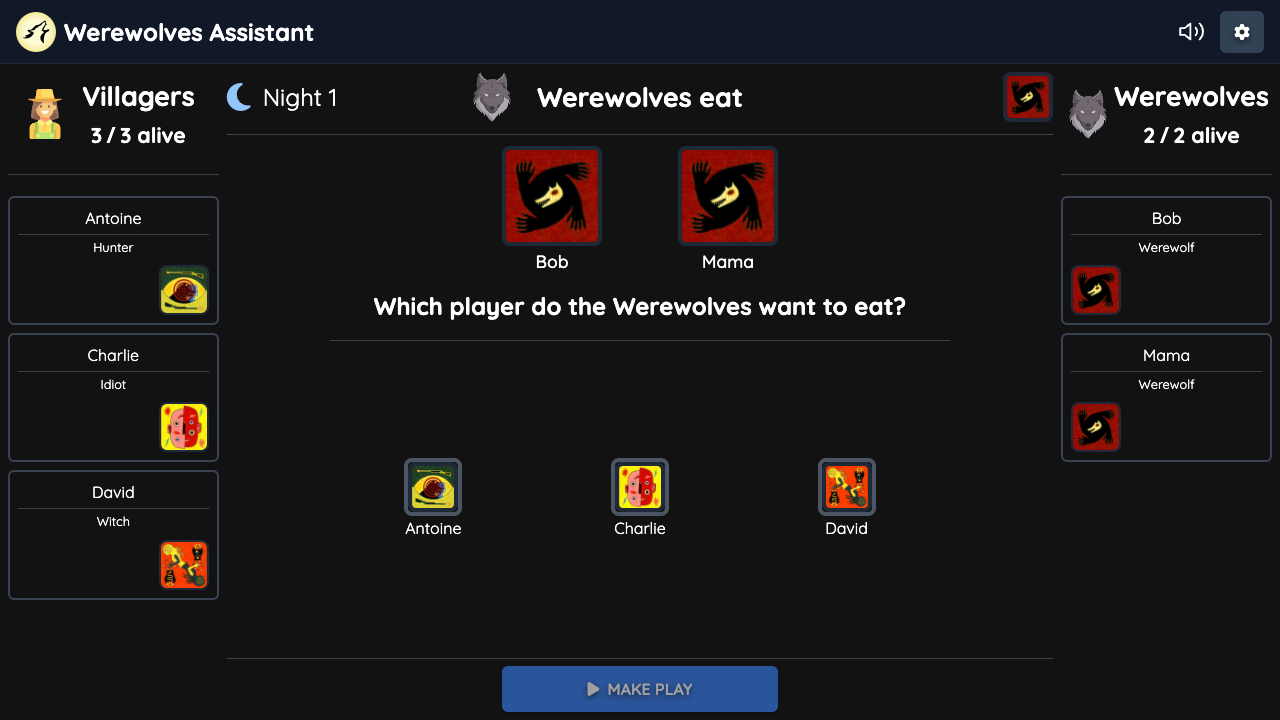 Werewolves Assistant
Villagers
3 / 3 alive
Antoine
Hunter
Charlie
Idiot
David
Witch
Night 1
Werewolves eat
Bob
Mama
Which player do the Werewolves want to eat?
Antoine
Charlie
David
MAKE PLAY
Werewolves
2 / 2 alive
Bob
Werewolf
Mama
Werewolf